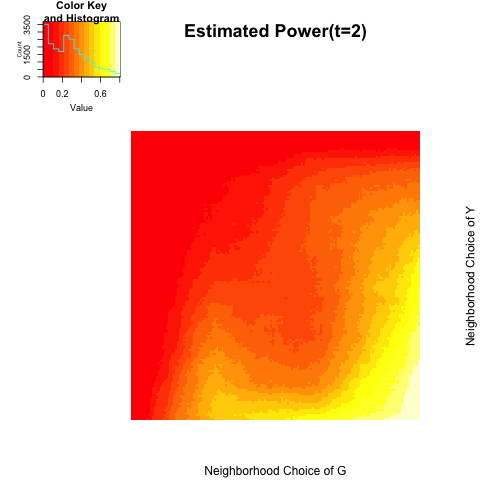 Color Key
and Histogram
Estimated Power(t=2)
Count
0 1500 3500
0 0.2 0.6
Value
Neighborhood Choice of Y
Neighborhood Choice of G